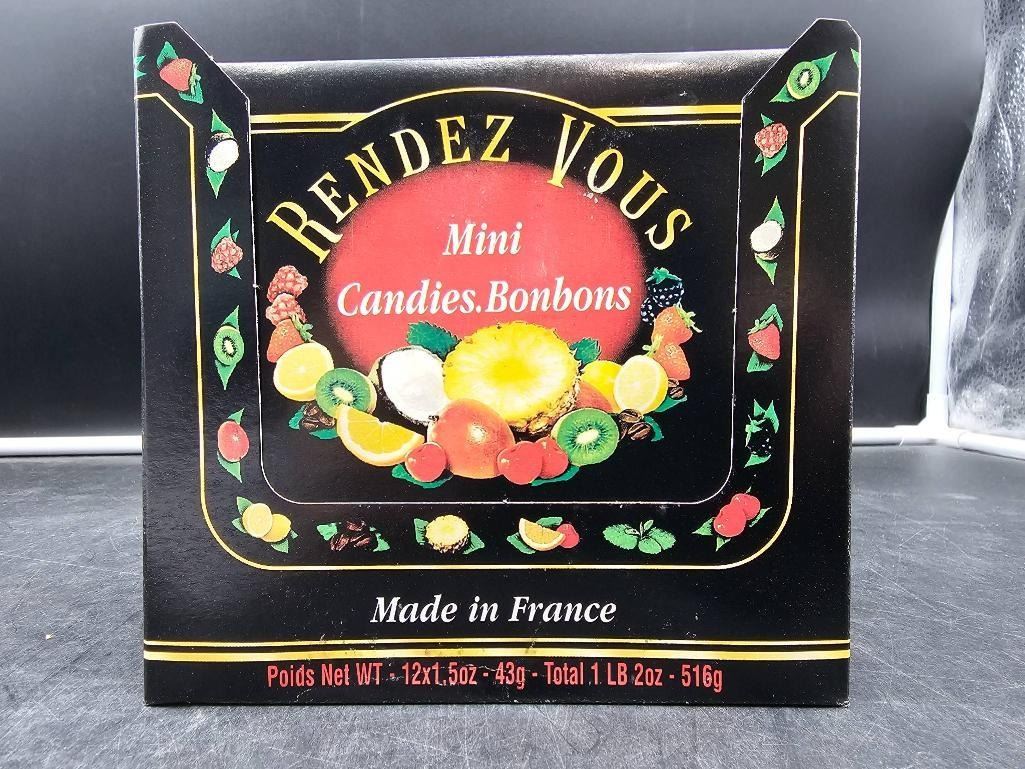 RENDEZ VOUS
Mini
Candies.Bonbons
Made in France
Poids Net WT - 12x1.5oz - 43g - Total 1 LB 2oz - 516g